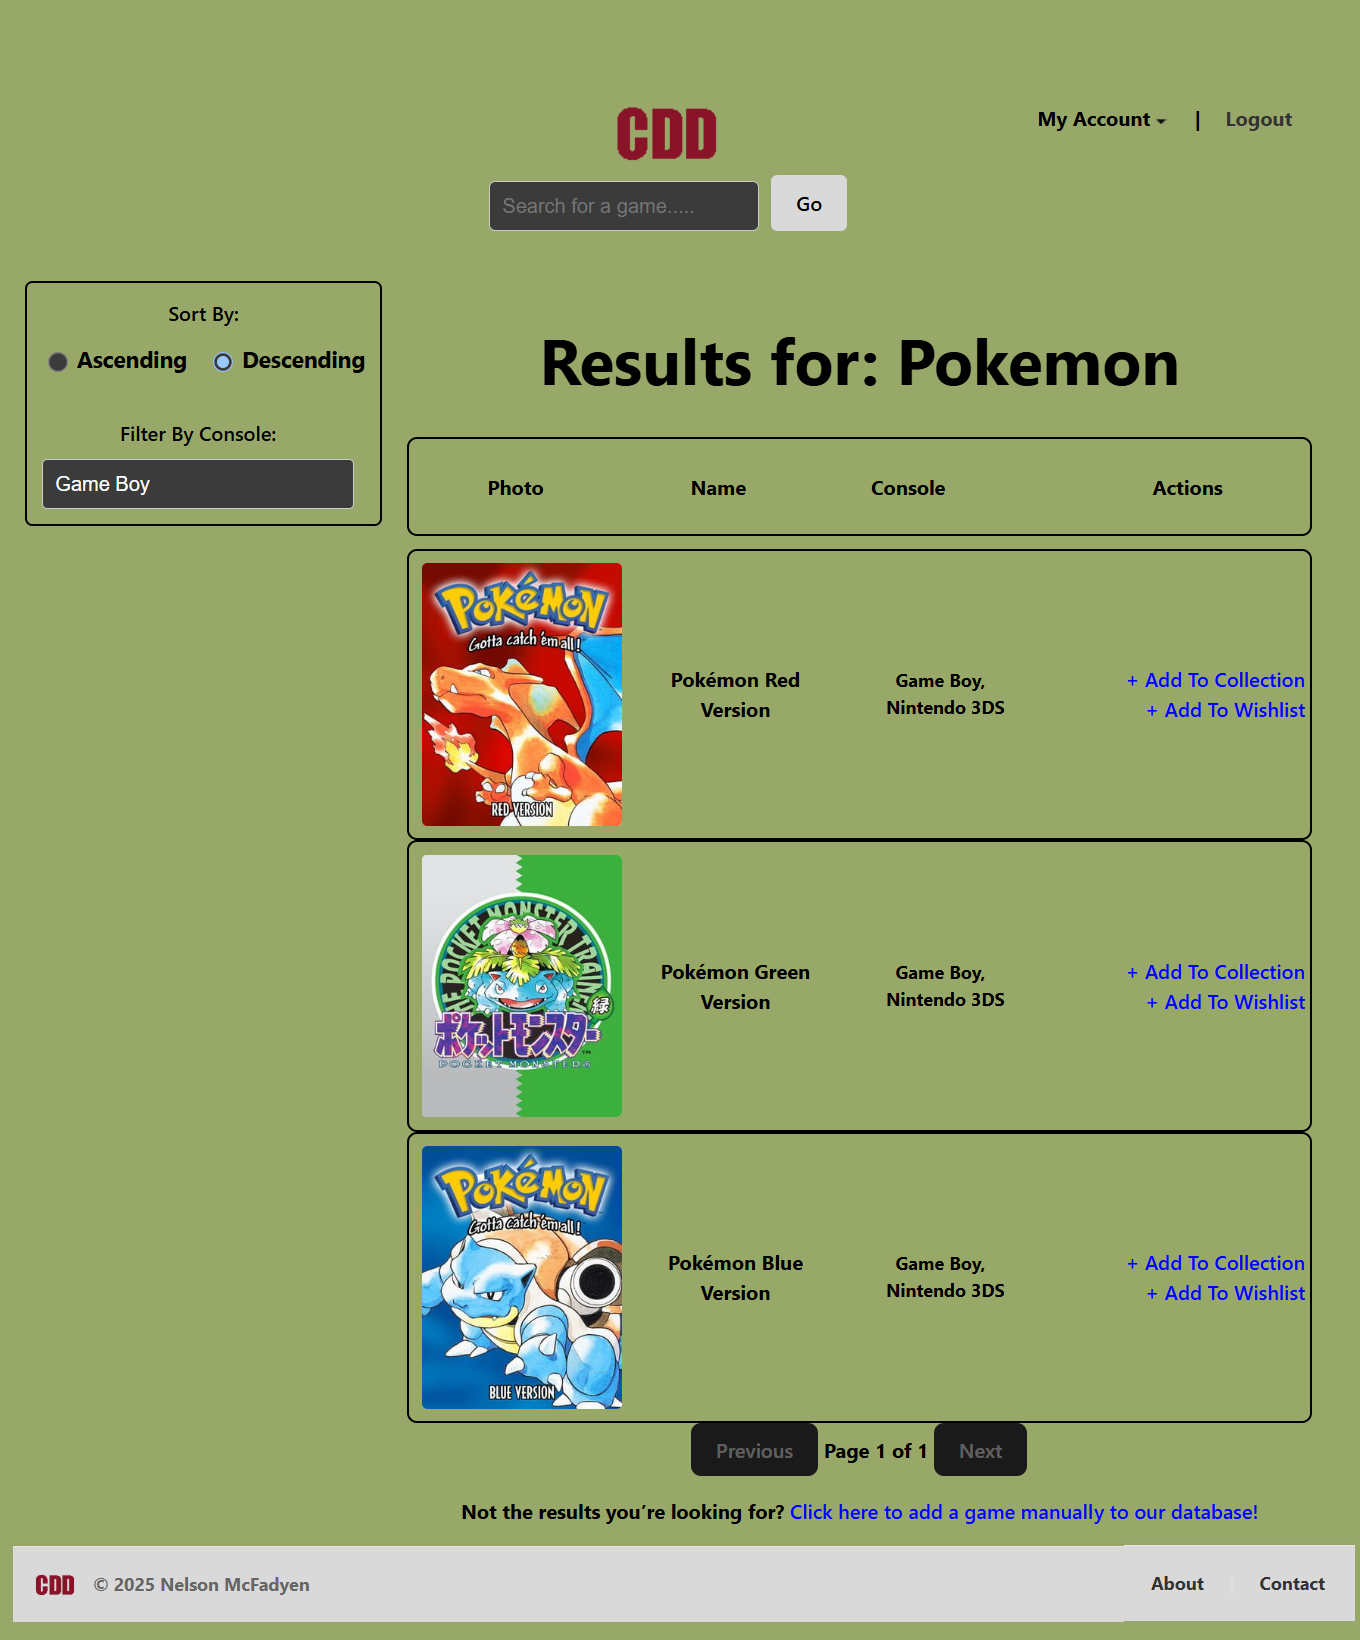 CDD
My Account
|
Logout
Search for a game.....
Go
Sort By:
Ascending
Descending
Filter By Console:
Game Boy
Results for: Pokemon
Photo
Name
Console
Actions
POKéMON
Gotta catch 'em all!
RED VERSION
Pokémon Red
Version
Game Boy,
Nintendo 3DS
+ Add To Collection
+ Add To Wishlist
THE POCKET MONSTER TRAINER
緑
ポケットモンスター
™
POCKET MONSTERS
Pokémon Green
Version
Game Boy,
Nintendo 3DS
+ Add To Collection
+ Add To Wishlist
POKéMON
Gotta catch 'em all!
BLUE VERSION
Pokémon Blue
Version
Game Boy,
Nintendo 3DS
+ Add To Collection
+ Add To Wishlist
Previous
Page 1 of 1
Next
Not the results you’re looking for? Click here to add a game manually to our database!
CDD
© 2025 Nelson McFadyen
About
Contact